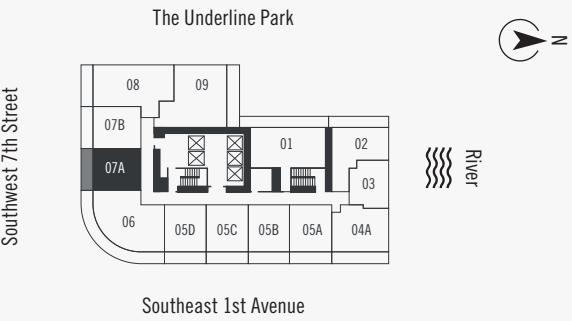 The Underline Park
N
Southwest 7th Street
08
09
07B
01
02
07A
03
06
05D
05C
05B
05A
04A
River
Southeast 1st Avenue